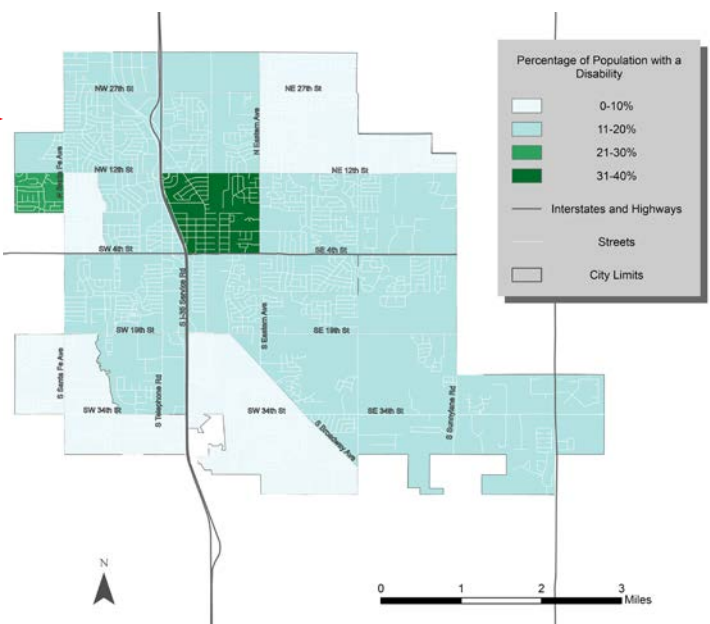 Percentage of Population with a
Disability
0-10%
11-20%
21-30%
31-40%
Interstates and Highways
Streets
City Limits
NW 27th St
NE 27th St
N Eastern Ave
NW 12th St
NE 12th St
SW 4th St
SE 4th St
S I-35 Service Rd
S Eastern Ave
SW 19th St
SE 19th St
S Santa Fe Ave
S Telephone Rd
SW 34th St
SW 34th St
SE 34th St
S Broadway Ave
S Sunnylane Rd
N
0 1 2 3
Miles